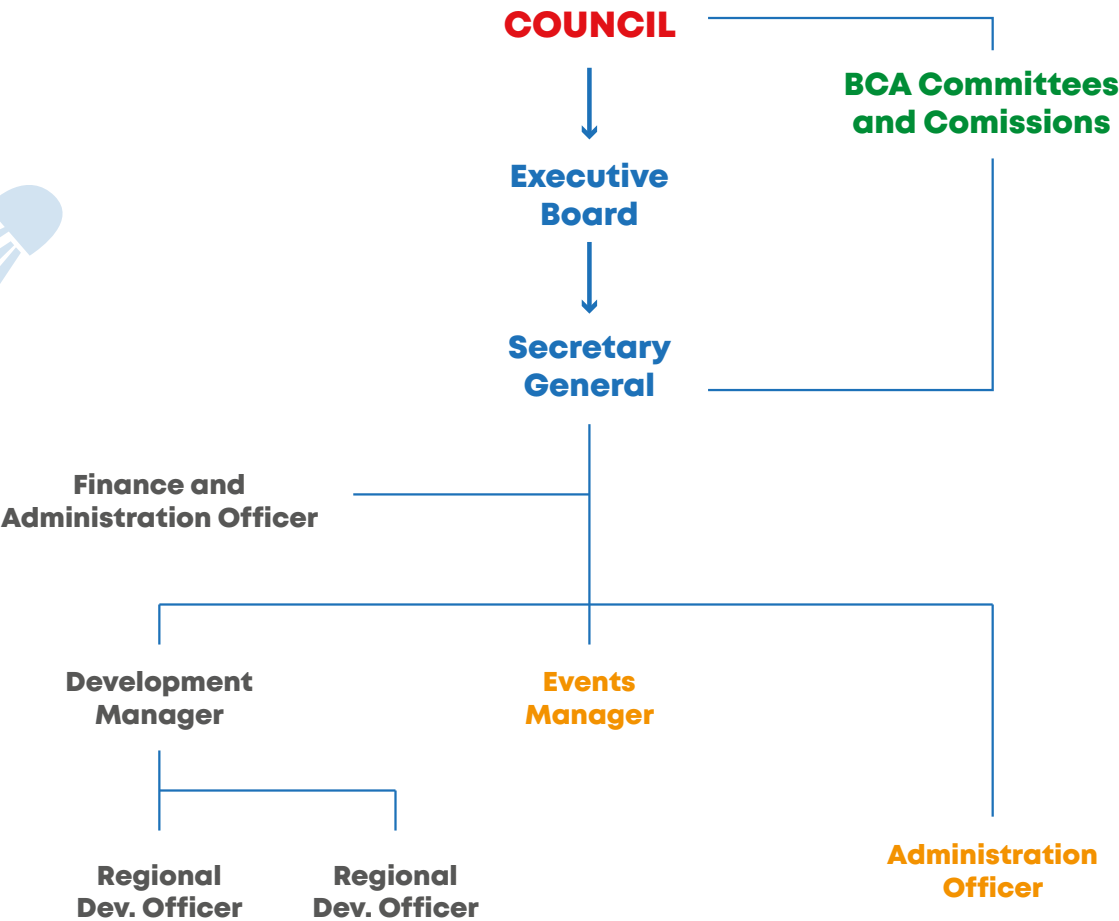 COUNCIL
BCA Committees
and Comissions
Executive
Board
Secretary
General
Finance and
Administration Officer
Development
Manager
Events
Manager
Administration
Officer
Regional
Dev. Officer
Regional
Dev. Officer